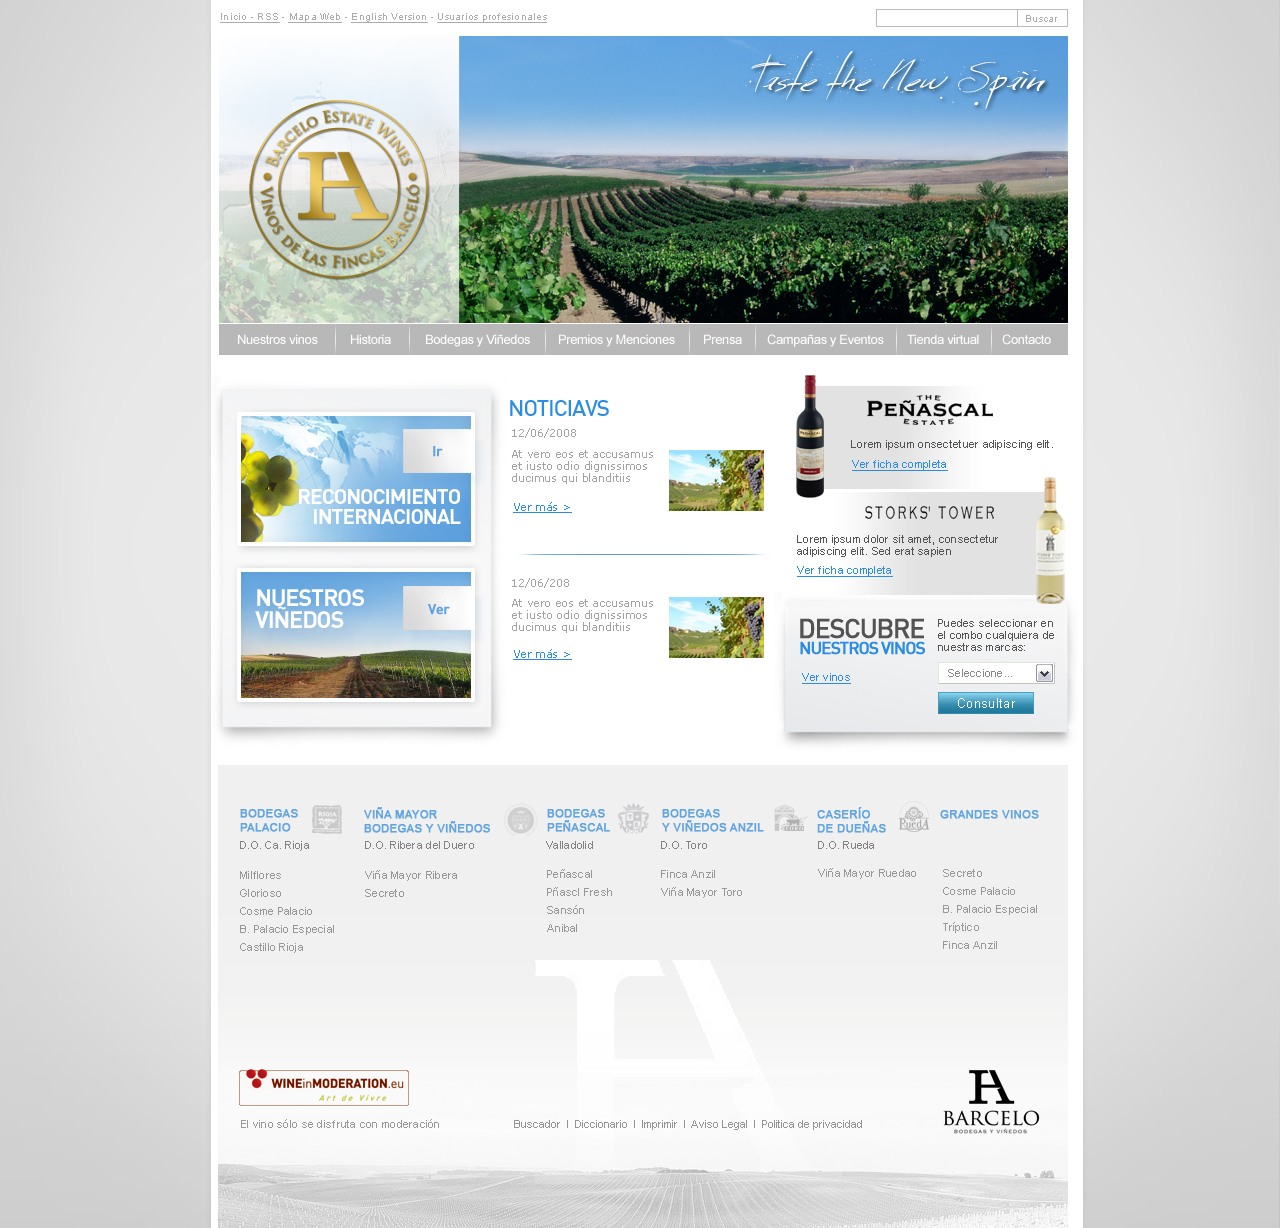 Inicio - RSS - Mapa Web - English Version - Usuarios profesionales
Buscar
Taste the New Spain
BARCELO ESTATE WINES
VINOS DE LAS FINCAS BARCELÓ
Nuestros vinos
Historia
Bodegas y Viñedos
Premios y Menciones
Prensa
Campañas y Eventos
Tienda virtual
Contacto
Ir
RECONOCIMIENTO
INTERNACIONAL
NUESTROS
VIÑEDOS
Ver
NOTICIAVS
12/06/2008
At vero eos et accusamus
et iusto odio dignissimos
ducimus qui blanditiis
Ver más >
12/06/208
At vero eos et accusamus
et iusto odio dignissimos
ducimus qui blanditiis
Ver más >
THE
PEÑASCAL
ESTATE
Lorem ipsum onsectetuer adipiscing elit.
Ver ficha completa
STORKS' TOWER
Lorem ipsum dolor sit amet, consectetur
adipiscing elit. Sed erat sapien
Ver ficha completa
DESCUBRE
NUESTROS VINOS
Ver vinos
Puedes seleccionar en
el combo cualquiera de
nuestras marcas:
Seleccione...
Consultar
BODEGAS
PALACIO
RIOJA
D.O. Ca. Rioja
Milflores
Glorioso
Cosme Palacio
B. Palacio Especial
Castillo Rioja
VIÑA MAYOR
BODEGAS Y VIÑEDOS
D.O. Ribera del Duero
Viña Mayor Ribera
Secreto
BODEGAS
PEÑASCAL
Valladolid
Peñascal
Pñascl Fresh
Sansón
Anibal
BODEGAS
Y VIÑEDOS ANZIL
D.O. Toro
Finca Anzil
Viña Mayor Toro
CASERÍO
DE DUEÑAS
Rueda
D.O. Rueda
Viña Mayor Ruedao
GRANDES VINOS
Secreto
Cosme Palacio
B. Palacio Especial
Tríptico
Finca Anzil
WINEinMODERATION.eu
Art de Vivre
El vino sólo se disfruta con moderación
Buscador | Diccionario | Imprimir | Aviso Legal | Politica de privacidad
BARCELO
BODEGAS Y VIÑEDOS